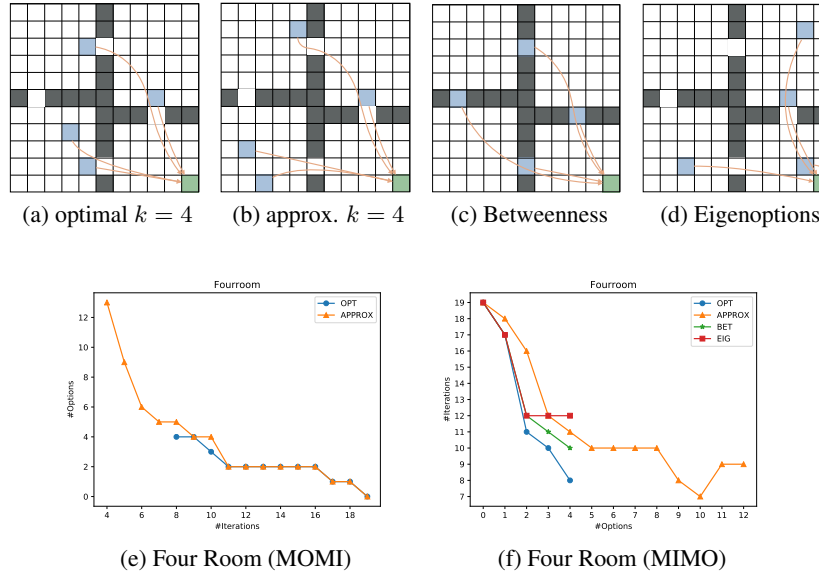 (a) optimal k = 4 (b) approx. k = 4 (c) Betweenness (d) Eigenoptions
Fourroom
OPT
APPROX
12
10
8
6
4
2
0
#Options
4 6 8 10 12 14 16 18
#Iterations
(e) Four Room (MOMI)
Fourroom
OPT
APPROX
BET
EIG
19
18
17
16
15
14
13
12
11
10
9
8
7
#Iterations
0 1 2 3 4 5 6 7 8 9 10 11 12
#Options
(f) Four Room (MIMO)